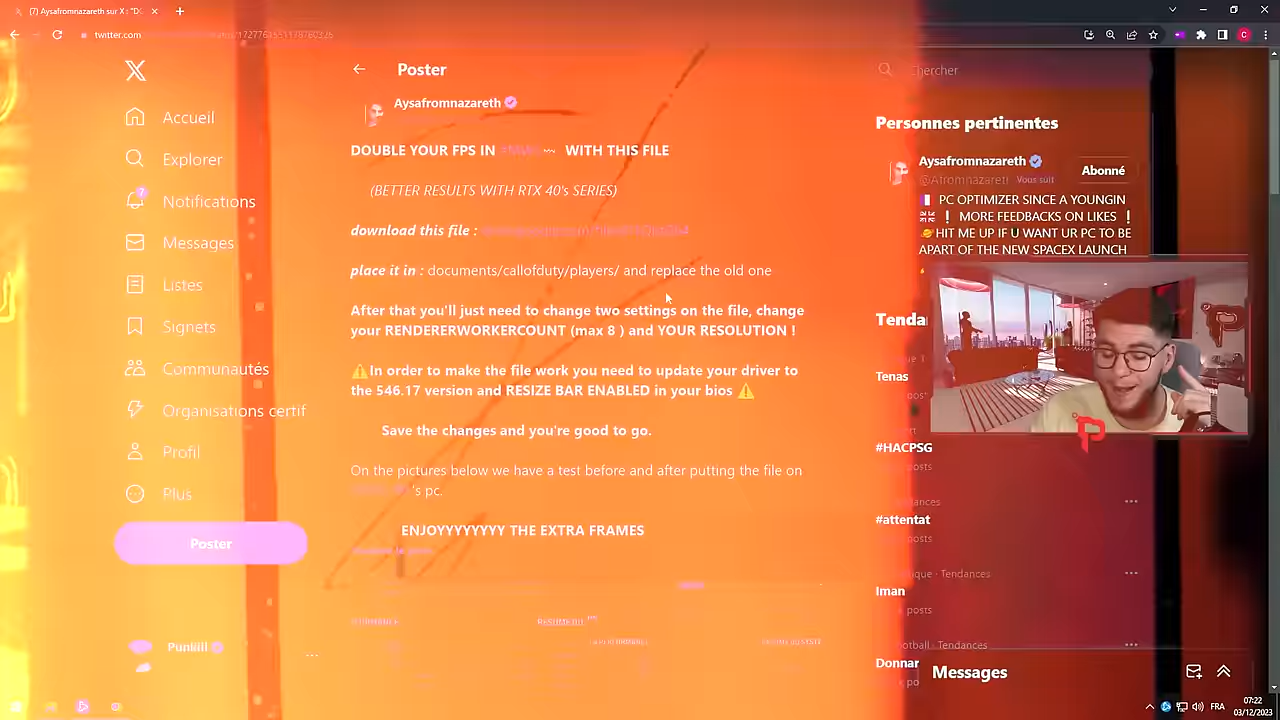 (7) Aysafromnazareth sur X : "DO
twitter.com
Accueil
Explorer
7
Notifications
Messages
Listes
Signets
Communautés
Organisations certif
Profil
Plus
Poster
Puniiill
Poster
Aysafromnazareth
DOUBLE YOUR FPS IN WITH THIS FILE
(BETTER RESULTS WITH RTX 40's SERIES)
download this file :
place it in : documents/callofduty/players/ and replace the old one
After that you'll just need to change two settings on the file, change
your RENDERERWORKERCOUNT (max 8 ) and YOUR RESOLUTION !
⚠️In order to make the file work you need to update your driver to
the 546.17 version and RESIZE BAR ENABLED in your bios ⚠️
Save the changes and you're good to go.
On the pictures below we have a test before and after putting the file on
's pc.
ENJOYYYYYYYY THE EXTRA FRAMES
Chercher
Personnes pertinentes
Aysafromnazareth
Vous suit
Abonné
🇫🇷 PC OPTIMIZER SINCE A YOUNGIN
🇬🇧 ❗ MORE FEEDBACKS ON LIKES ❗
🪐HIT ME UP IF U WANT UR PC TO BE
APART OF THE NEW SPACEX LAUNCH
Tenda
Tenas
#HACPSG
posts
#attentat
posts
Tendances
Iman
posts
Tendances
Donnar
Messages
FRA
07:22
03/12/2023